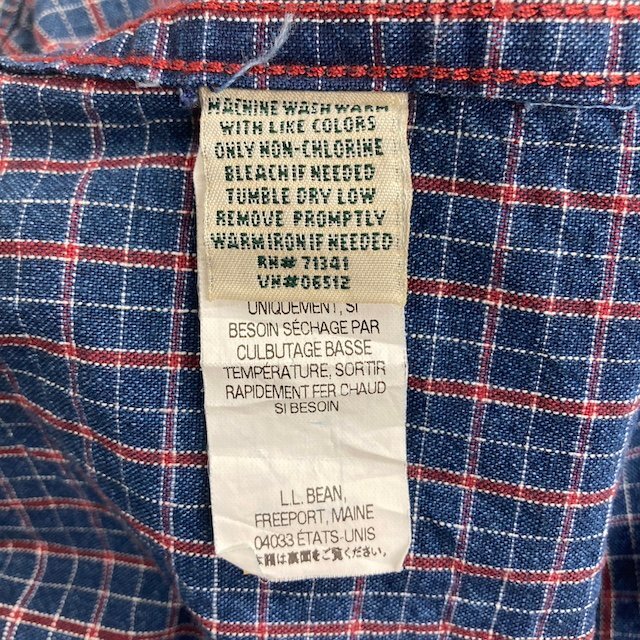 MACHINE WASH WARM
WITH LIKE COLORS
ONLY NON-CHLORINE
BLEACH IF NEEDED
TUMBLE DRY LOW
REMOVE PROMPTLY
WARM IRON IF NEEDED
RN# 71341
VN#06512
UNIQUEMENT, SI
BESOIN SÉCHAGE PAR
CULBUTAGE BASSE
TEMPÉRATURE, SORTIR
RAPIDEMENT FER CHAUD
SI BESOIN
L.L. BEAN,
FREEPORT, MAINE
04033 ÉTATS-UNIS
は裏面をご覧ください。